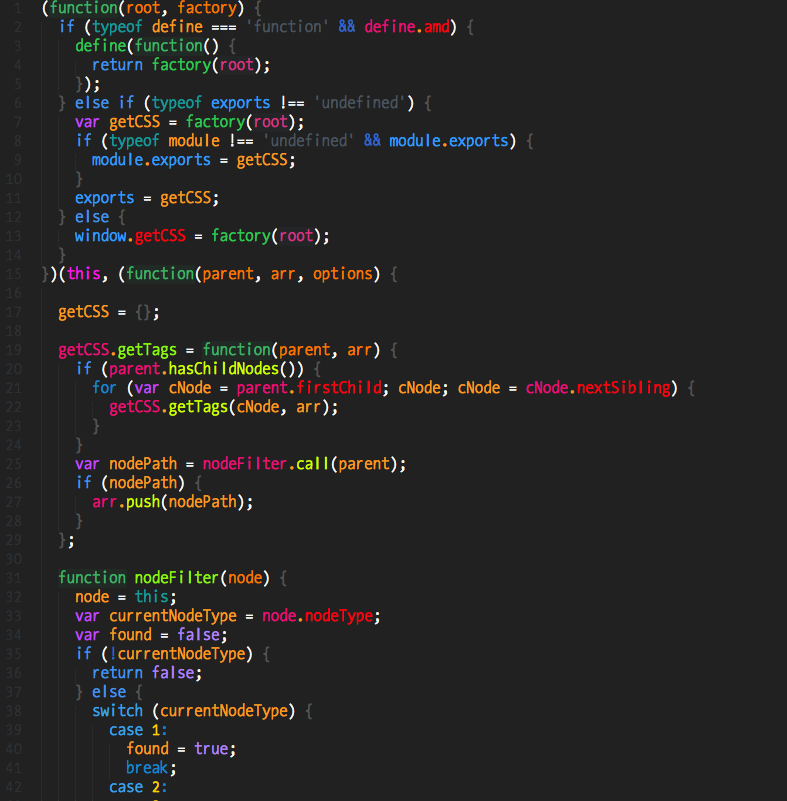 1 (function(root, factory) {
2   if (typeof define === 'function' && define.amd) {
3     define(function() {
4       return factory(root);
5     });
6   } else if (typeof exports !== 'undefined') {
7     var getCSS = factory(root);
8     if (typeof module !== 'undefined' && module.exports) {
9       module.exports = getCSS;
10     }
11     exports = getCSS;
12   } else {
13     window.getCSS = factory(root);
14   }
15 })(this, (function(parent, arr, options) {
16
17   getCSS = {};
18
19   getCSS.getTags = function(parent, arr) {
20     if (parent.hasChildNodes()) {
21       for (var cNode = parent.firstChild; cNode; cNode = cNode.nextSibling) {
22         getCSS.getTags(cNode, arr);
23       }
24     }
25     var nodePath = nodeFilter.call(parent);
26     if (nodePath) {
27       arr.push(nodePath);
28     }
29   };
30
31   function nodeFilter(node) {
32     node = this;
33     var currentNodeType = node.nodeType;
34     var found = false;
35     if (!currentNodeType) {
36       return false;
37     } else {
38       switch (currentNodeType) {
39         case 1:
40           found = true;
41           break;
42         case 2: